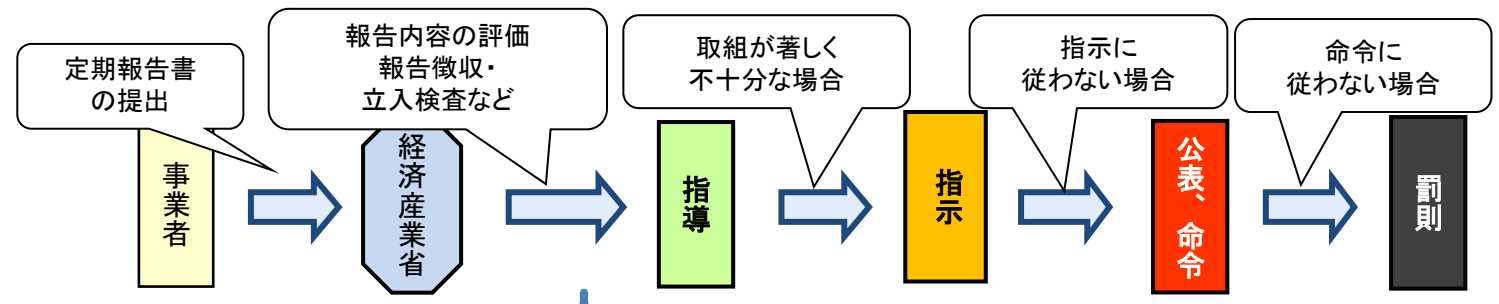 定期報告書
の提出
報告内容の評価
報告徴収・
立入検査など
取組が著しく
不十分な場合
指示に
従わない場合
命令に
従わない場合
事業者
経済産業省
指導
指示
公表、命令
罰則